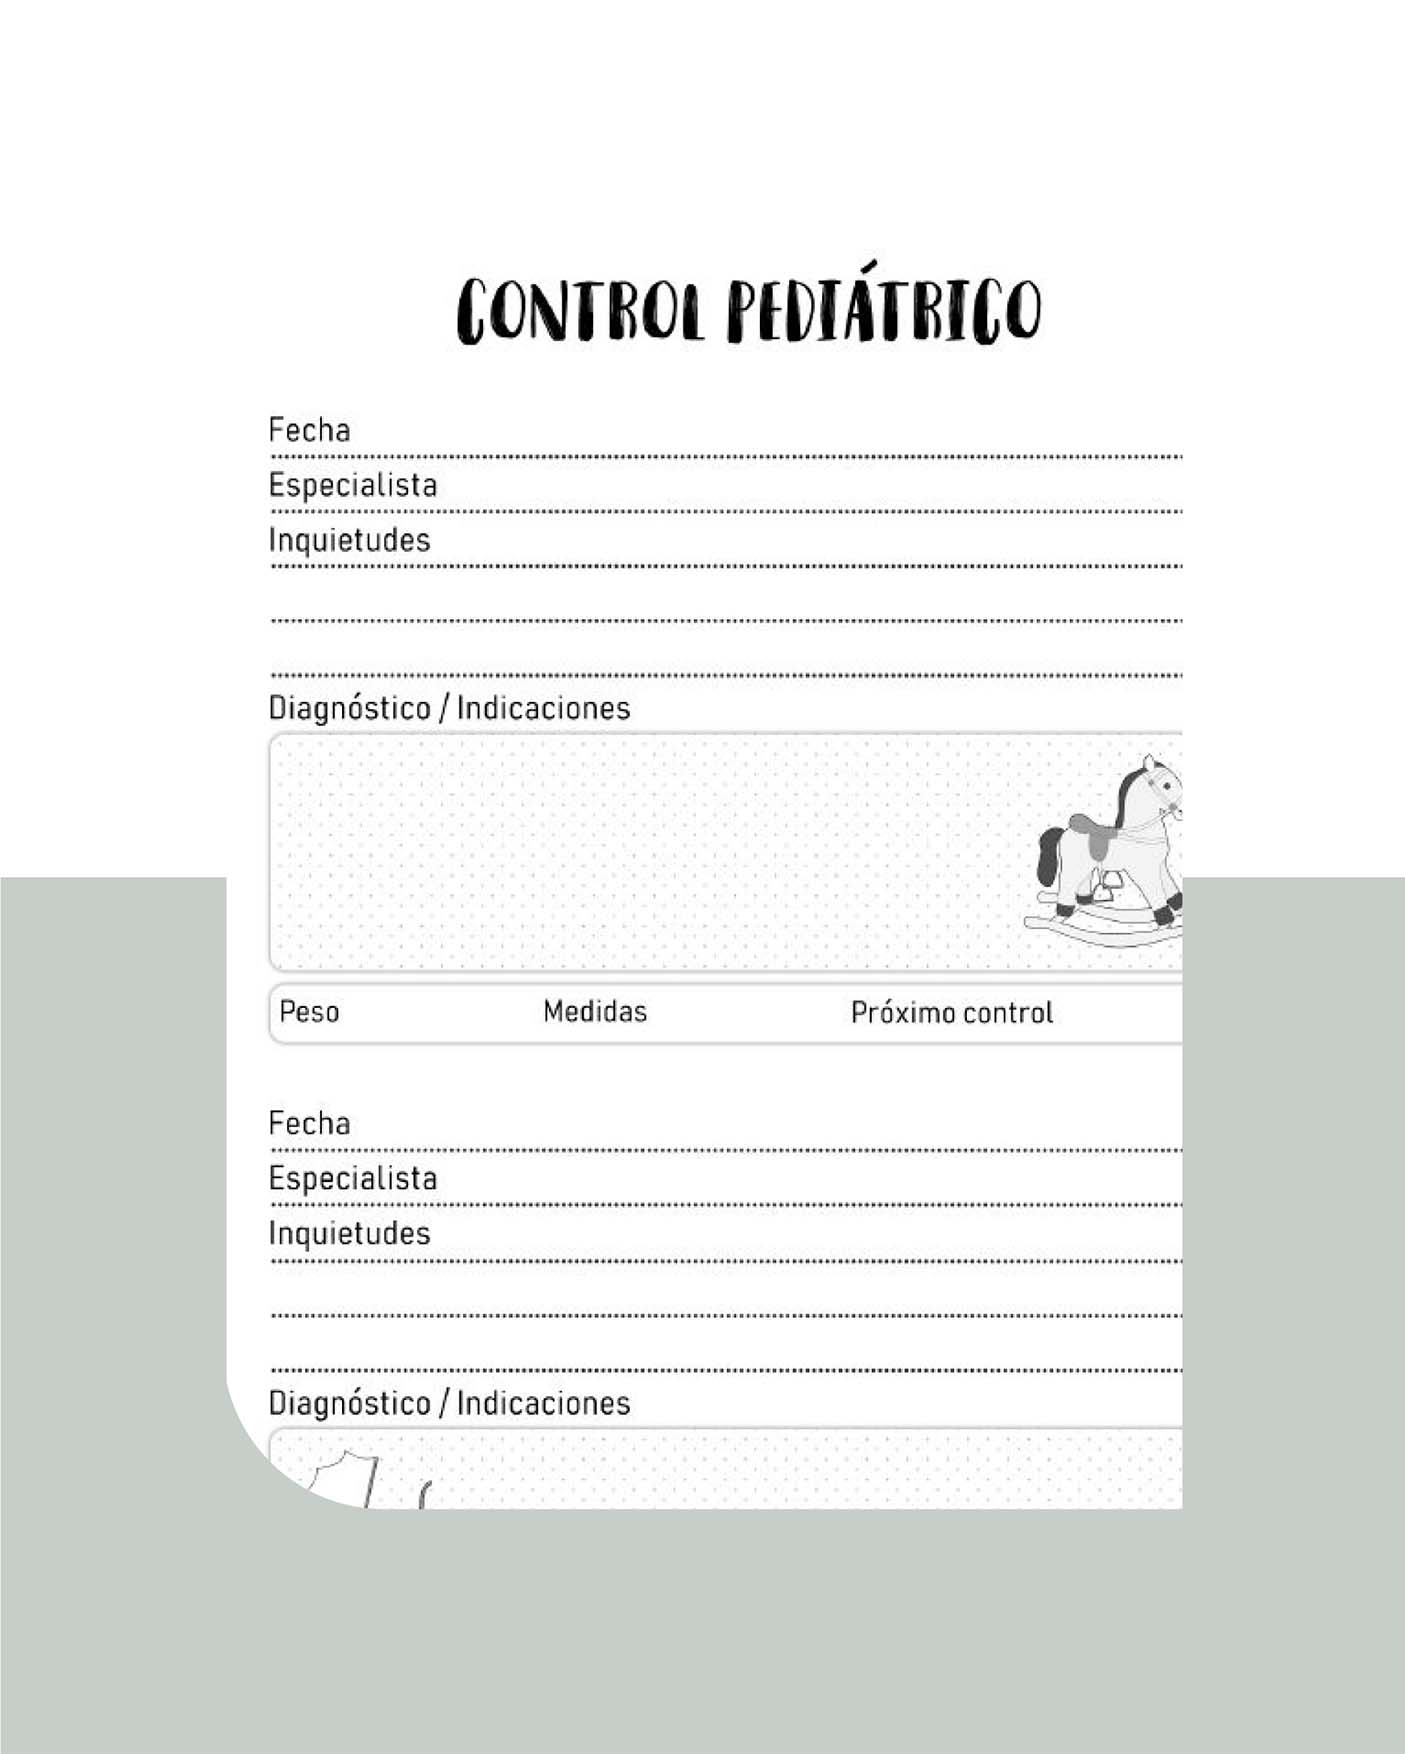 CONTROL PEDIÁTRICO
Fecha
Especialista
Inquietudes
Diagnóstico / Indicaciones
Peso Medidas Próximo control
Fecha
Especialista
Inquietudes
Diagnóstico / Indicaciones